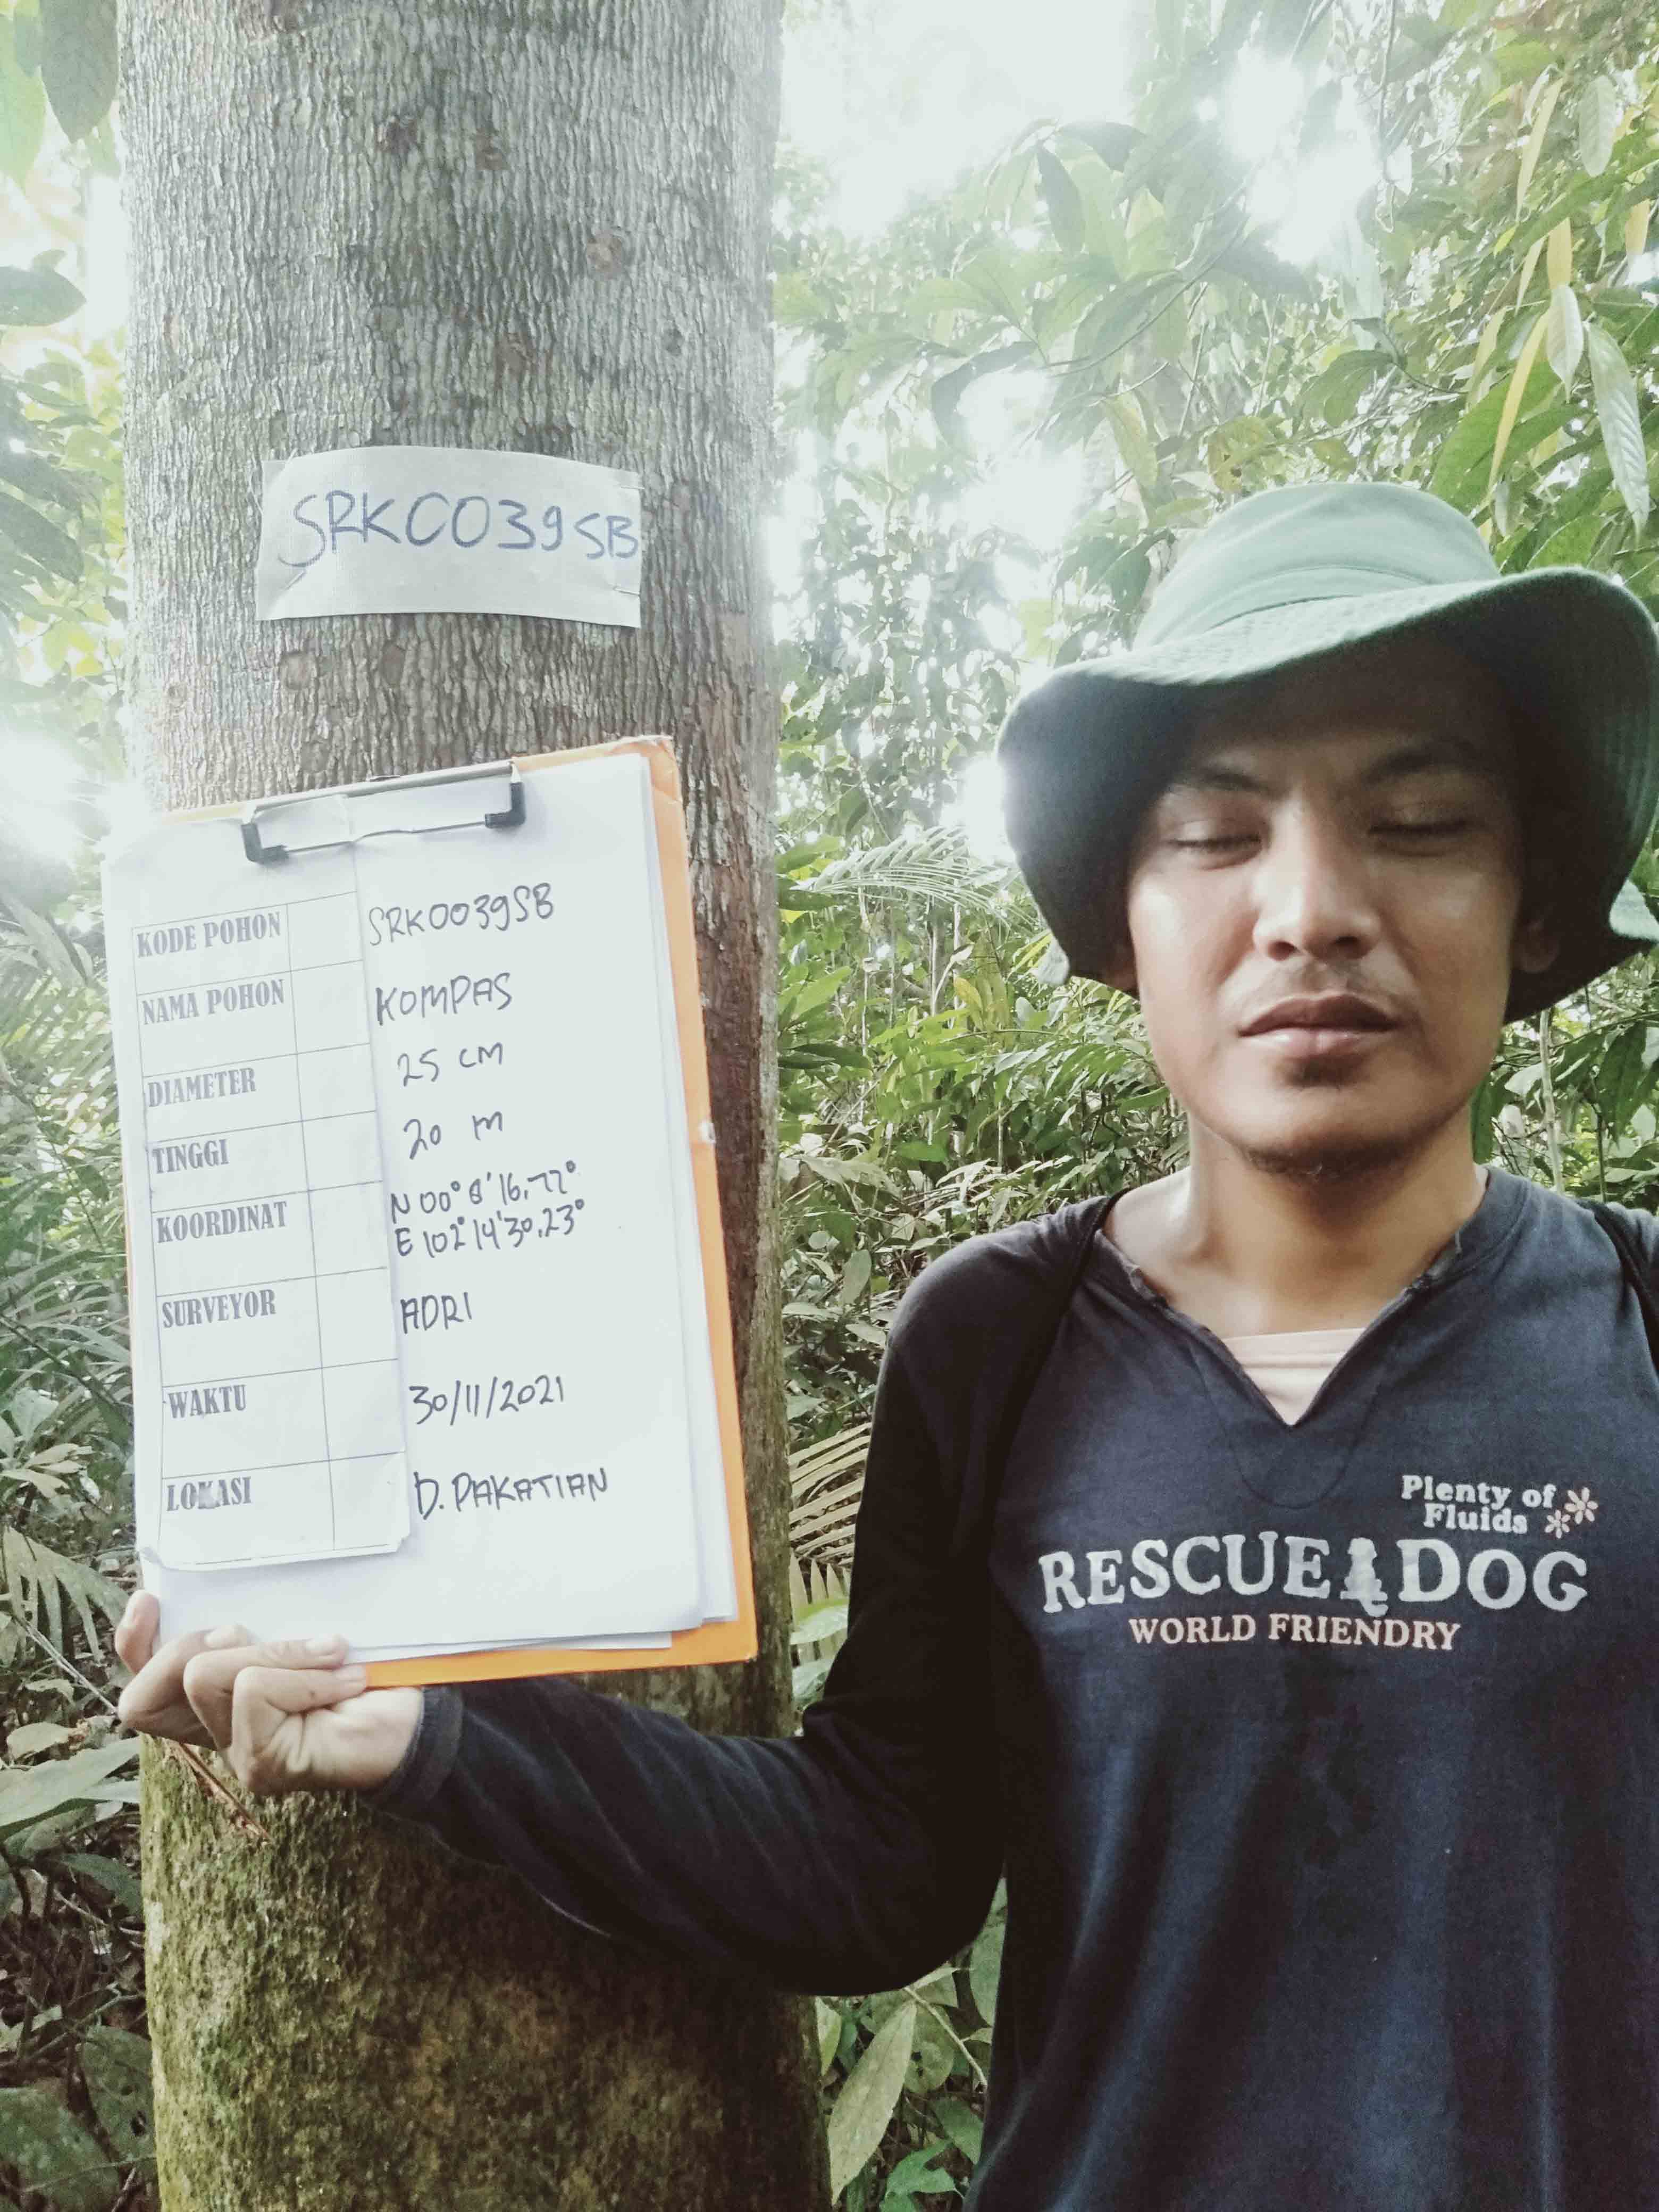 SRK0039SB
KODE POHON SRK0039SB
NAMA POHON KOMPAS
DIAMETER 25 CM
TINGGI 20 M
KOORDINAT N 00° 8' 16,77°
E 102° 14' 30,23°
SURVEYOR ADRI
WAKTU 30/11/2021
LOKASI D. PAKATIAN
Plenty of
Fluids
RESCUE DOG
WORLD FRIENDRY